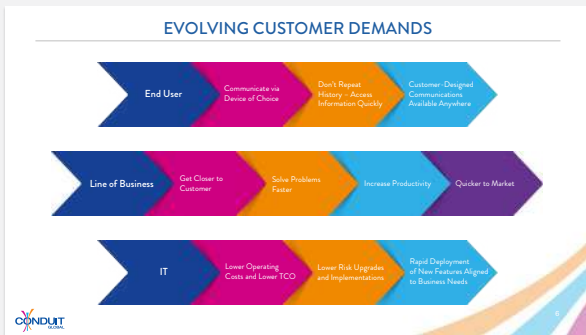 EVOLVING CUSTOMER DEMANDS
End User
Communicate via
Device of Choice
Don't Repeat
History – Access
Information Quickly
Customer-Designed
Communications
Available Anywhere
Line of Business
Get Closer to
Customer
Solve Problems
Faster
Increase Productivity
Quicker to Market
IT
Lower Operating
Costs and Lower TCO
Lower Risk Upgrades
and Implementations
Rapid Deployment
of New Features Aligned
to Business Needs
CONDUIT
GLOBAL
6